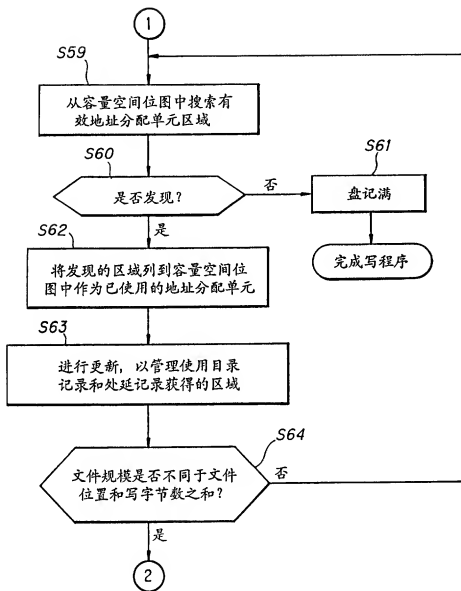 1
S59
从容量空间位图中搜索有
效地址分配单元区域
S60
是否发现?
否
S61
盘记满
完成写程序
是
S62
将发现的区域列到容量空间位
图中作为已使用的地址分配单元
S63
进行更新, 以管理使用目录
记录和处延记录获得的区域
S64
文件规模是否不同于文件
位置和写字节数之和?
否
是
2